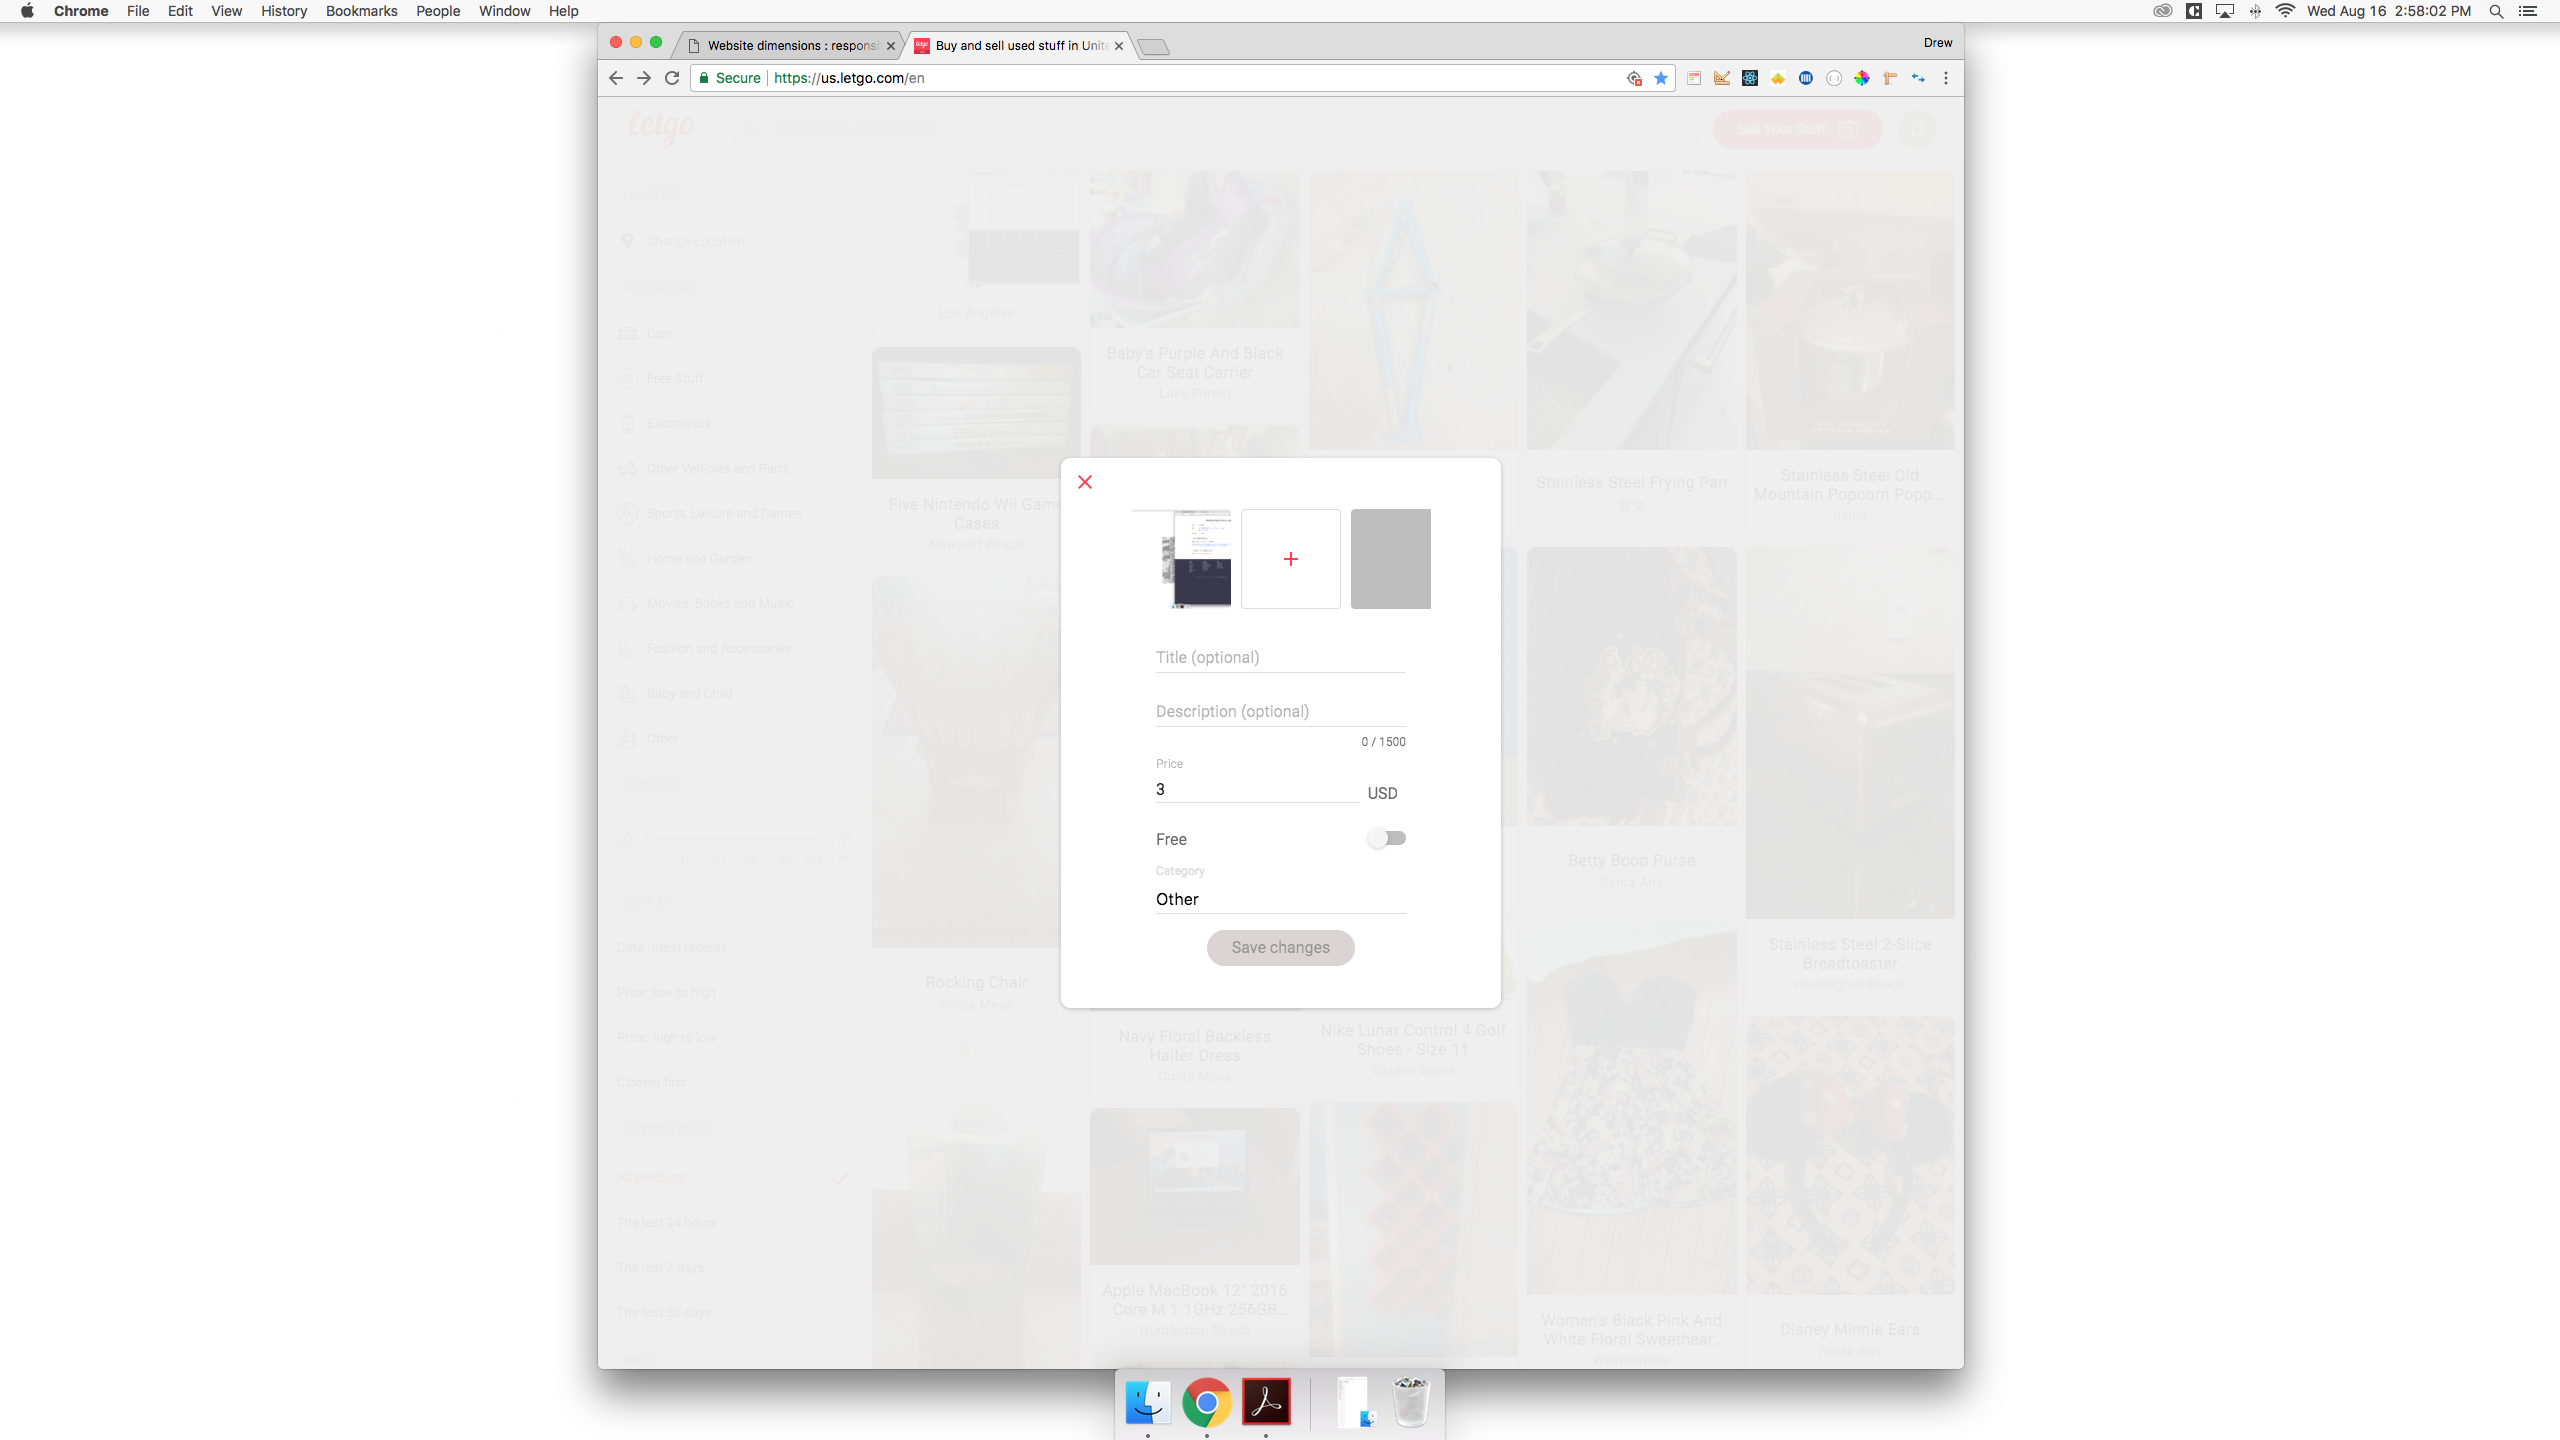 Chrome File Edit View History Bookmarks People Window Help
Wed Aug 16 2:58:02 PM
Website dimensions : responsi
Buy and sell used stuff in Unite
Drew
Secure https://us.letgo.com/en
letgo
Sell Your Stuff
D
LOCATION
Change Location
Cars
Free Stuff
Electronics
Other Vehicles and Parts
Sports, Leisure and Games
Home and Garden
Movies, Books and Music
Fashion and Accessories
Baby and Child
Other
DISTANCE
Date (most recent)
Price: low to high
Price: high to low
Closest first
All products
The last 24 hours
The last 7 days
The last 30 days
Los Angeles
Five Nintendo Wii Game
Cases
Newport Beach
Rocking Chair
Costa Mesa
Baby's Purple And Black
Car Seat Carrier
Lake Forest
Navy Floral Backless
Halter Dress
Costa Mesa
Apple MacBook 12" 2016
Core M 1.1GHz 256GB...
Huntington Beach
Nike Lunar Control 4 Golf
Shoes - Size 11
Garden Grove
Stainless Steel Frying Pan
Betty Boop Purse
Santa Ana
Women's Black Pink And
White Floral Sweethear...
Westminster
Stainless Steel Old
Mountain Popcorn Popp...
Irvine
Stainless Steel 2-Slice
Breadtoaster
Huntington Beach
Disney Minnie Ears
Santa Ana
Title (optional)
Description (optional)
0 / 1500
Price
3
USD
Free
Category
Other
Save changes